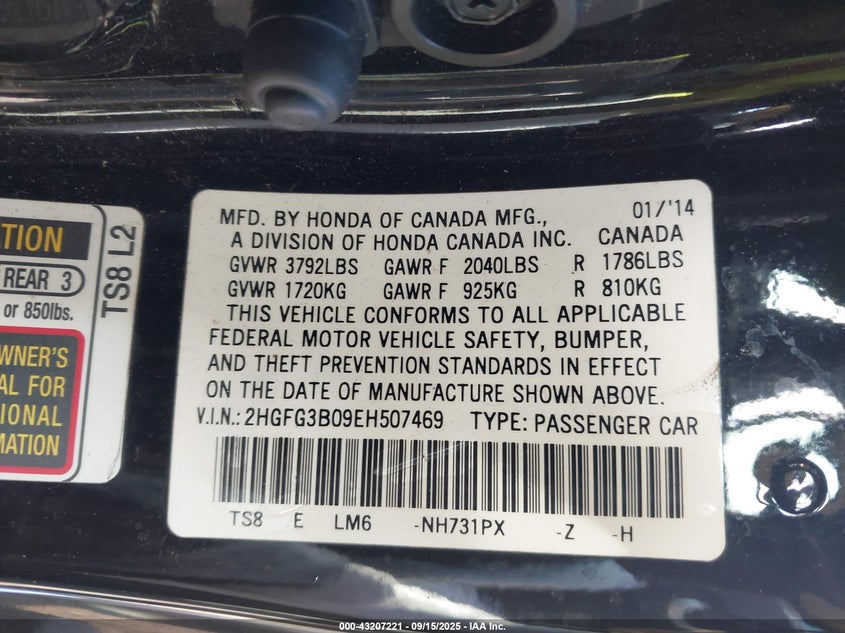 MFD. BY HONDA OF CANADA MFG., 01/'14
A DIVISION OF HONDA CANADA INC. CANADA
GVWR 3792LBS GAWR F 2040LBS R 1786LBS
GVWR 1720KG GAWR F 925KG R 810KG
THIS VEHICLE CONFORMS TO ALL APPLICABLE
FEDERAL MOTOR VEHICLE SAFETY, BUMPER,
AND THEFT PREVENTION STANDARDS IN EFFECT
ON THE DATE OF MANUFACTURE SHOWN ABOVE.
V.I.N.: 2HGFG3B09EH507469 TYPE: PASSENGER CAR
TS8 E LM6 -NH731PX -Z -H
TION
REAR 3
or 850lbs.
WNER'S
AL FOR
IONAL
MATION
TS8 L2
000-43207221 - 09/15/2025 - IAA Inc.